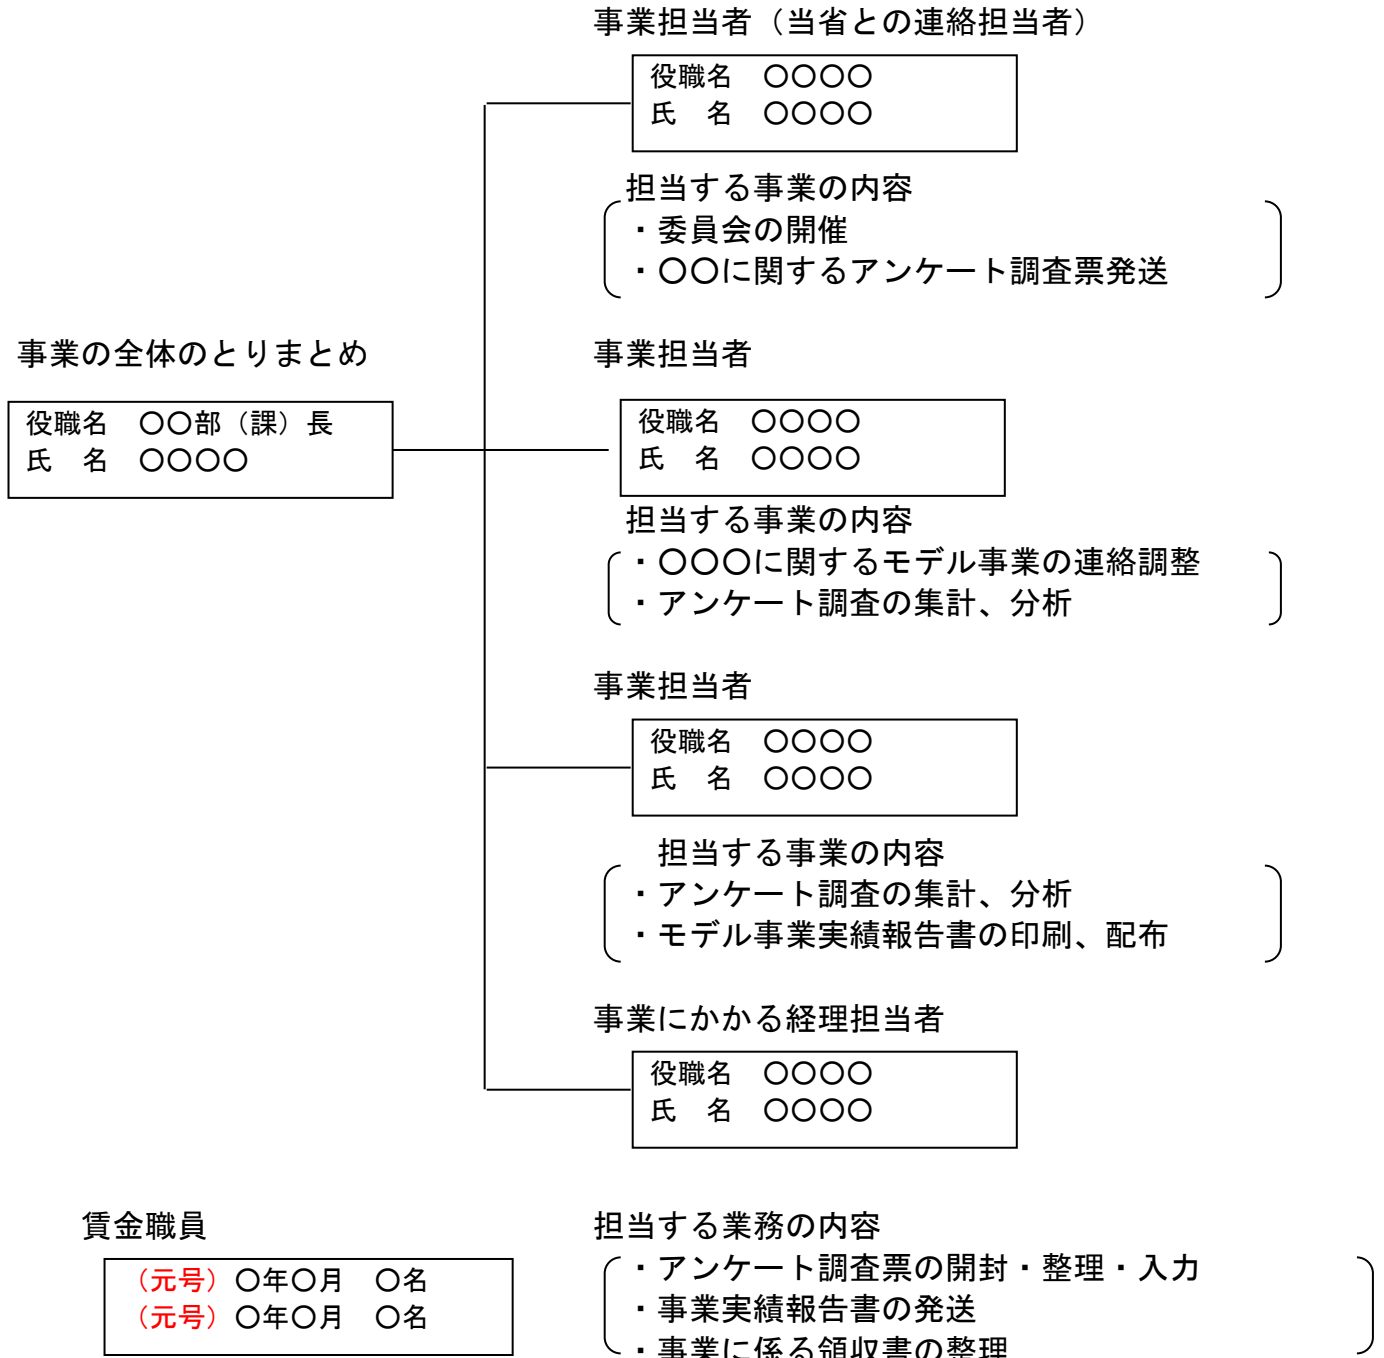 事業担当者（当省との連絡担当者）
役職名　〇〇〇〇
氏　名　〇〇〇〇
担当する事業の内容
・委員会の開催
・〇〇に関するアンケート調査票発送
事業の全体のとりまとめ
役職名　〇〇部（課）長
氏　名　〇〇〇〇
事業担当者
役職名　〇〇〇〇
氏　名　〇〇〇〇
担当する事業の内容
・〇〇〇に関するモデル事業の連絡調整
・アンケート調査の集計、分析
事業担当者
役職名　〇〇〇〇
氏　名　〇〇〇〇
担当する事業の内容
・アンケート調査の集計、分析
・モデル事業実績報告書の印刷、配布
事業にかかる経理担当者
役職名　〇〇〇〇
氏　名　〇〇〇〇
賃金職員
（元号）〇年〇月　〇名
（元号）〇年〇月　〇名
担当する業務の内容
・アンケート調査票の開封・整理・入力
・事業実績報告書の発送
・事業に係る領収書の整理